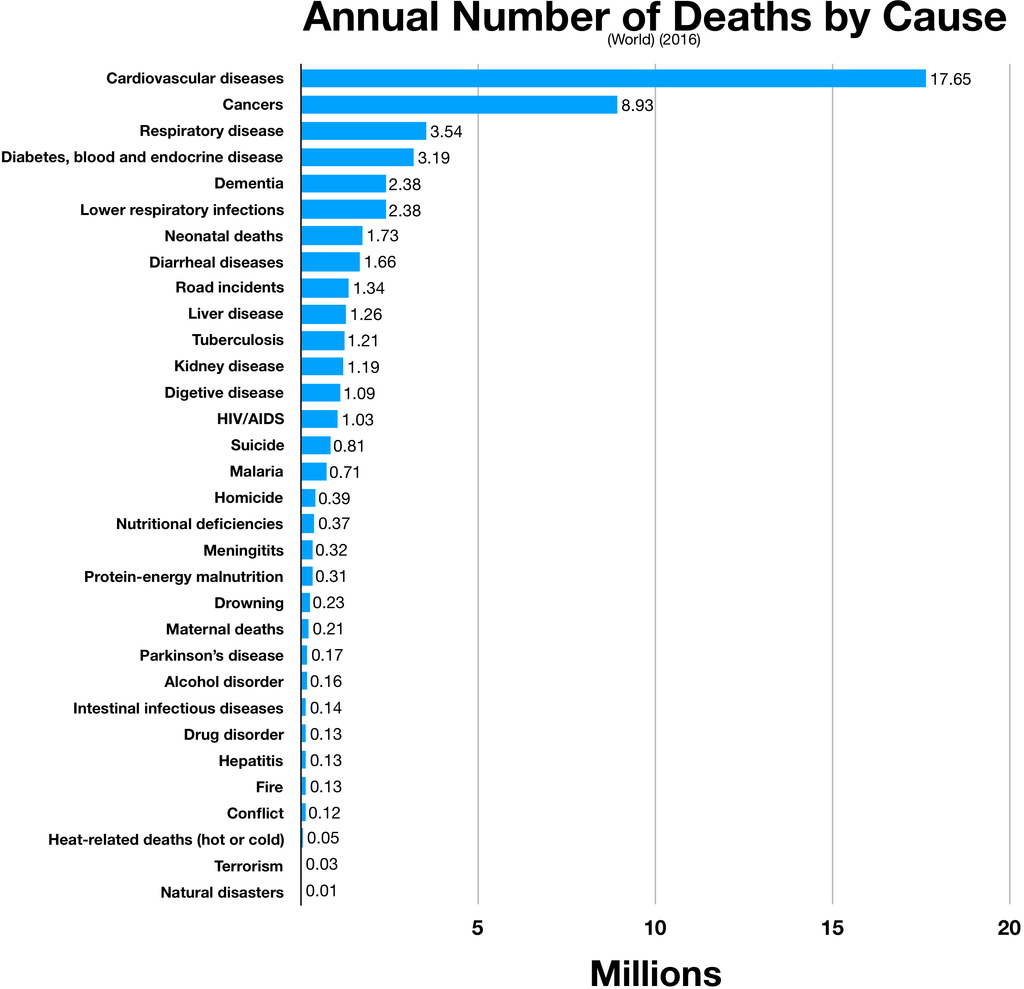 Annual Number of Deaths by Cause
(World) (2016)
Cardiovascular diseases 17.65
Cancers 8.93
Respiratory disease 3.54
Diabetes, blood and endocrine disease 3.19
Dementia 2.38
Lower respiratory infections 2.38
Neonatal deaths 1.73
Diarrheal diseases 1.66
Road incidents 1.34
Liver disease 1.26
Tuberculosis 1.21
Kidney disease 1.19
Digetive disease 1.09
HIV/AIDS 1.03
Suicide 0.81
Malaria 0.71
Homicide 0.39
Nutritional deficiencies 0.37
Meningitits 0.32
Protein-energy malnutrition 0.31
Drowning 0.23
Maternal deaths 0.21
Parkinson’s disease 0.17
Alcohol disorder 0.16
Intestinal infectious diseases 0.14
Drug disorder 0.13
Hepatitis 0.13
Fire 0.13
Conflict 0.12
Heat-related deaths (hot or cold) 0.05
Terrorism 0.03
Natural disasters 0.01
5 10 15 20
Millions